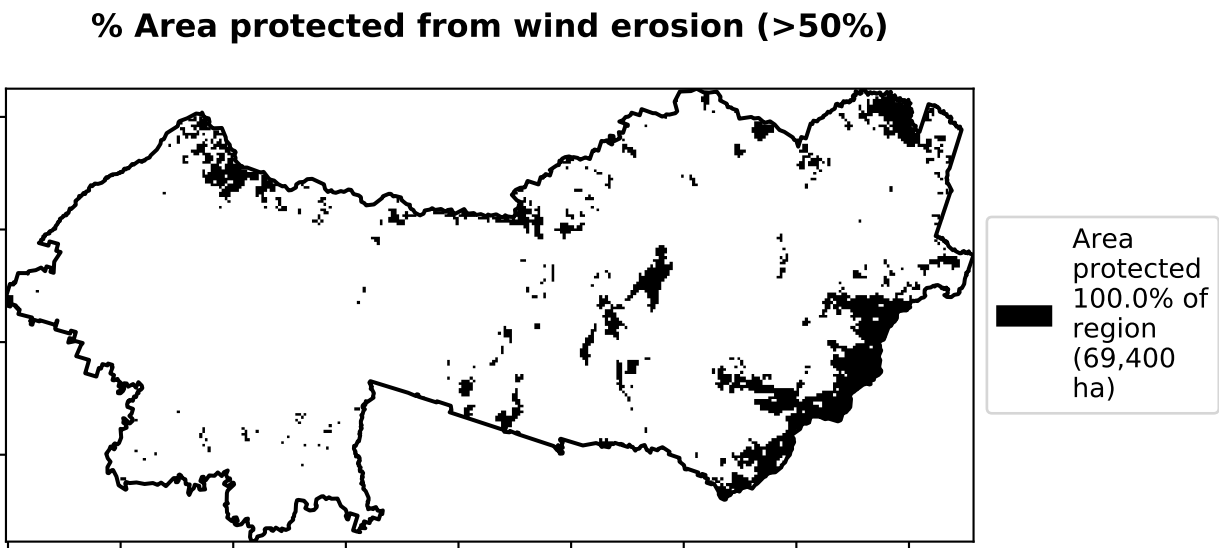 % Area protected from wind erosion (>50%)
Area
protected
100.0% of
region
(69,400
ha)